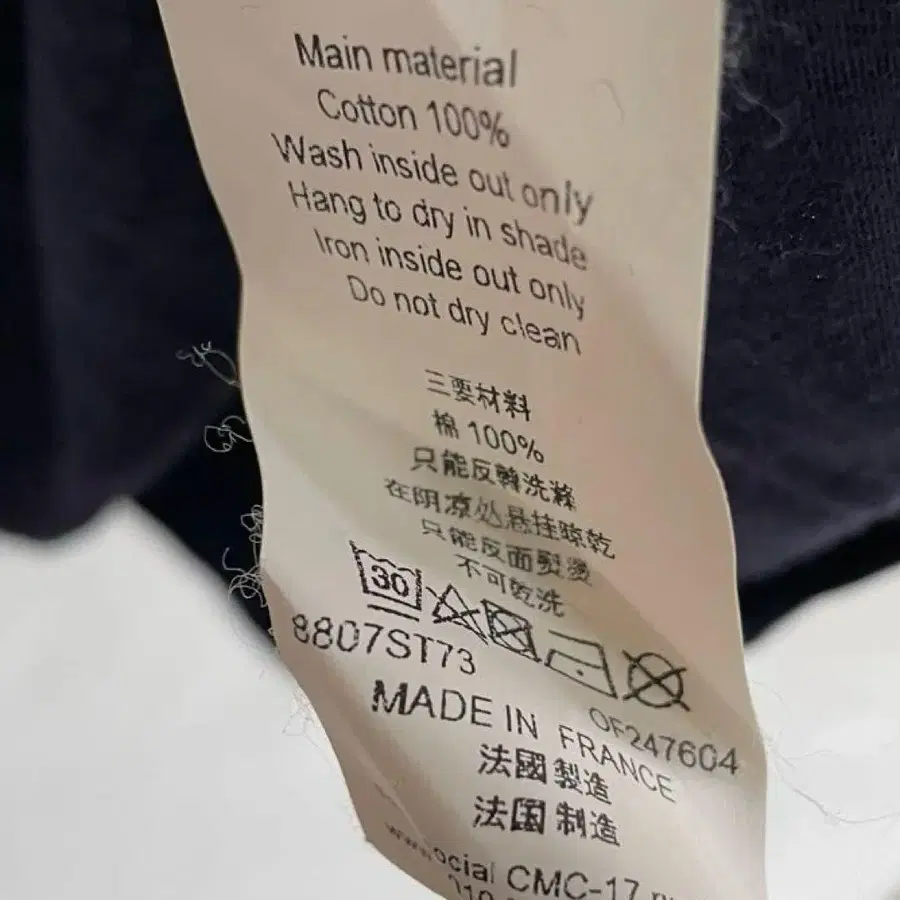 Main material
Cotton 100%
Wash inside out only
Hang to dry in shade
Iron inside out only
Do not dry clean
三要材料
棉 100%
只能反轉洗滌
在阴凉处悬挂晾乾
只能反面熨燙
不可乾洗
30
8807ST73
OF247604
MADE IN FRANCE
法國製造
法国制造
CMC-17